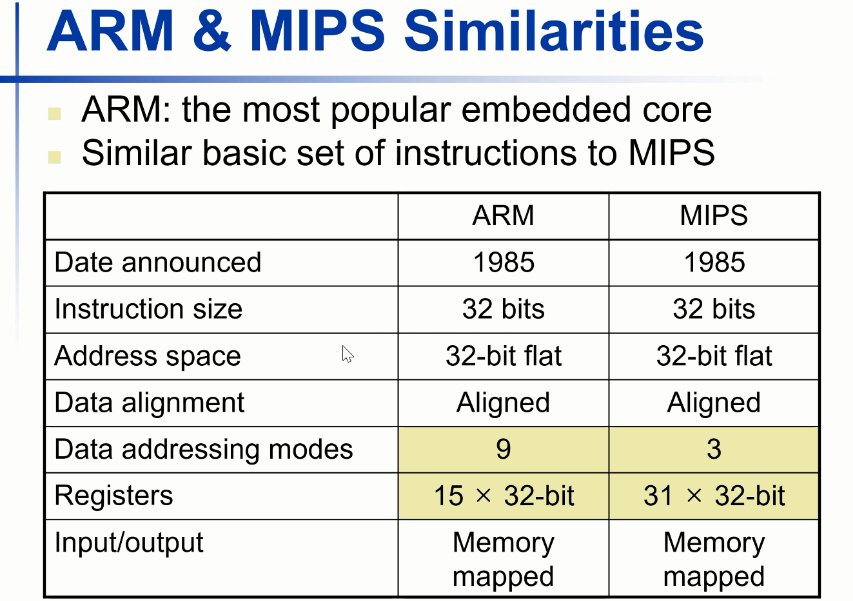 ARM & MIPS Similarities
ARM: the most popular embedded core
Similar basic set of instructions to MIPS
ARM MIPS
Date announced 1985 1985
Instruction size 32 bits 32 bits
Address space 32-bit flat 32-bit flat
Data alignment Aligned Aligned
Data addressing modes 9 3
Registers 15 × 32-bit 31 × 32-bit
Input/output Memory Memory
mapped mapped